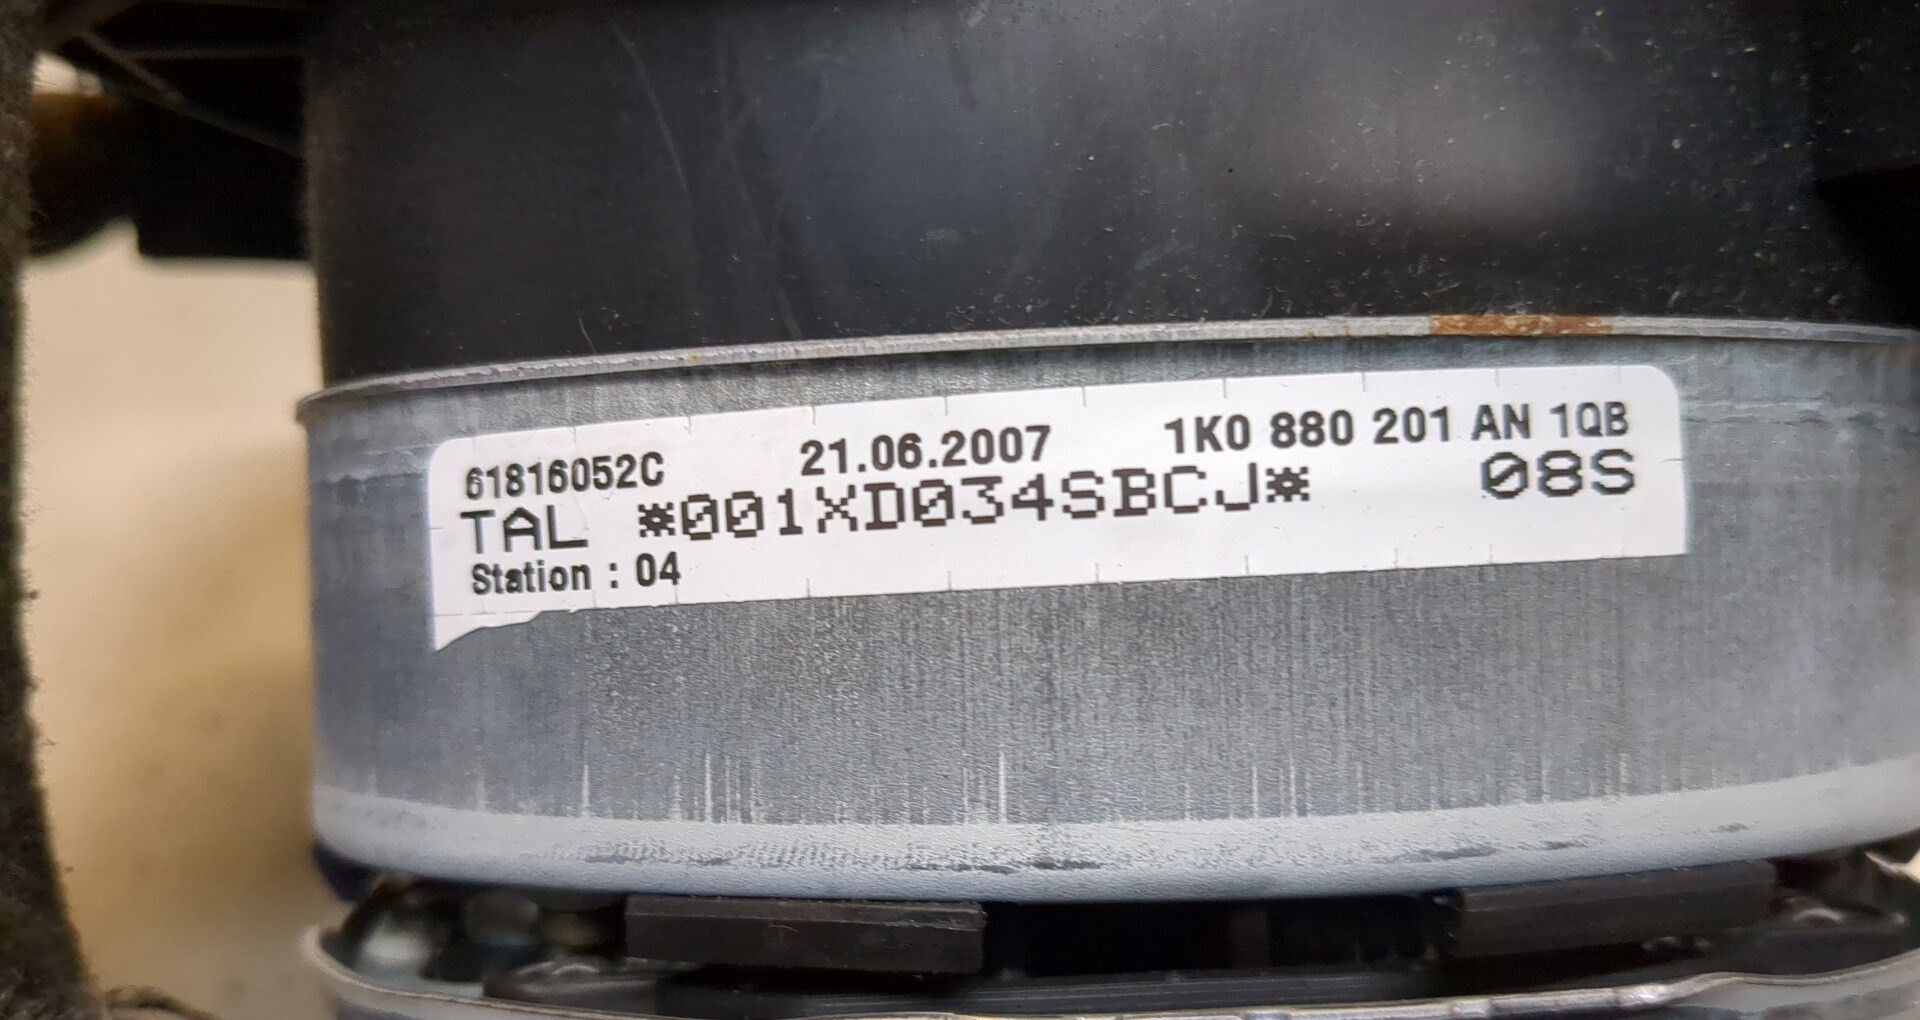 61816052C 21.06.2007 1K0 880 201 AN 1QB
TAL *001XD034SBCJ* 08S
Station : 04